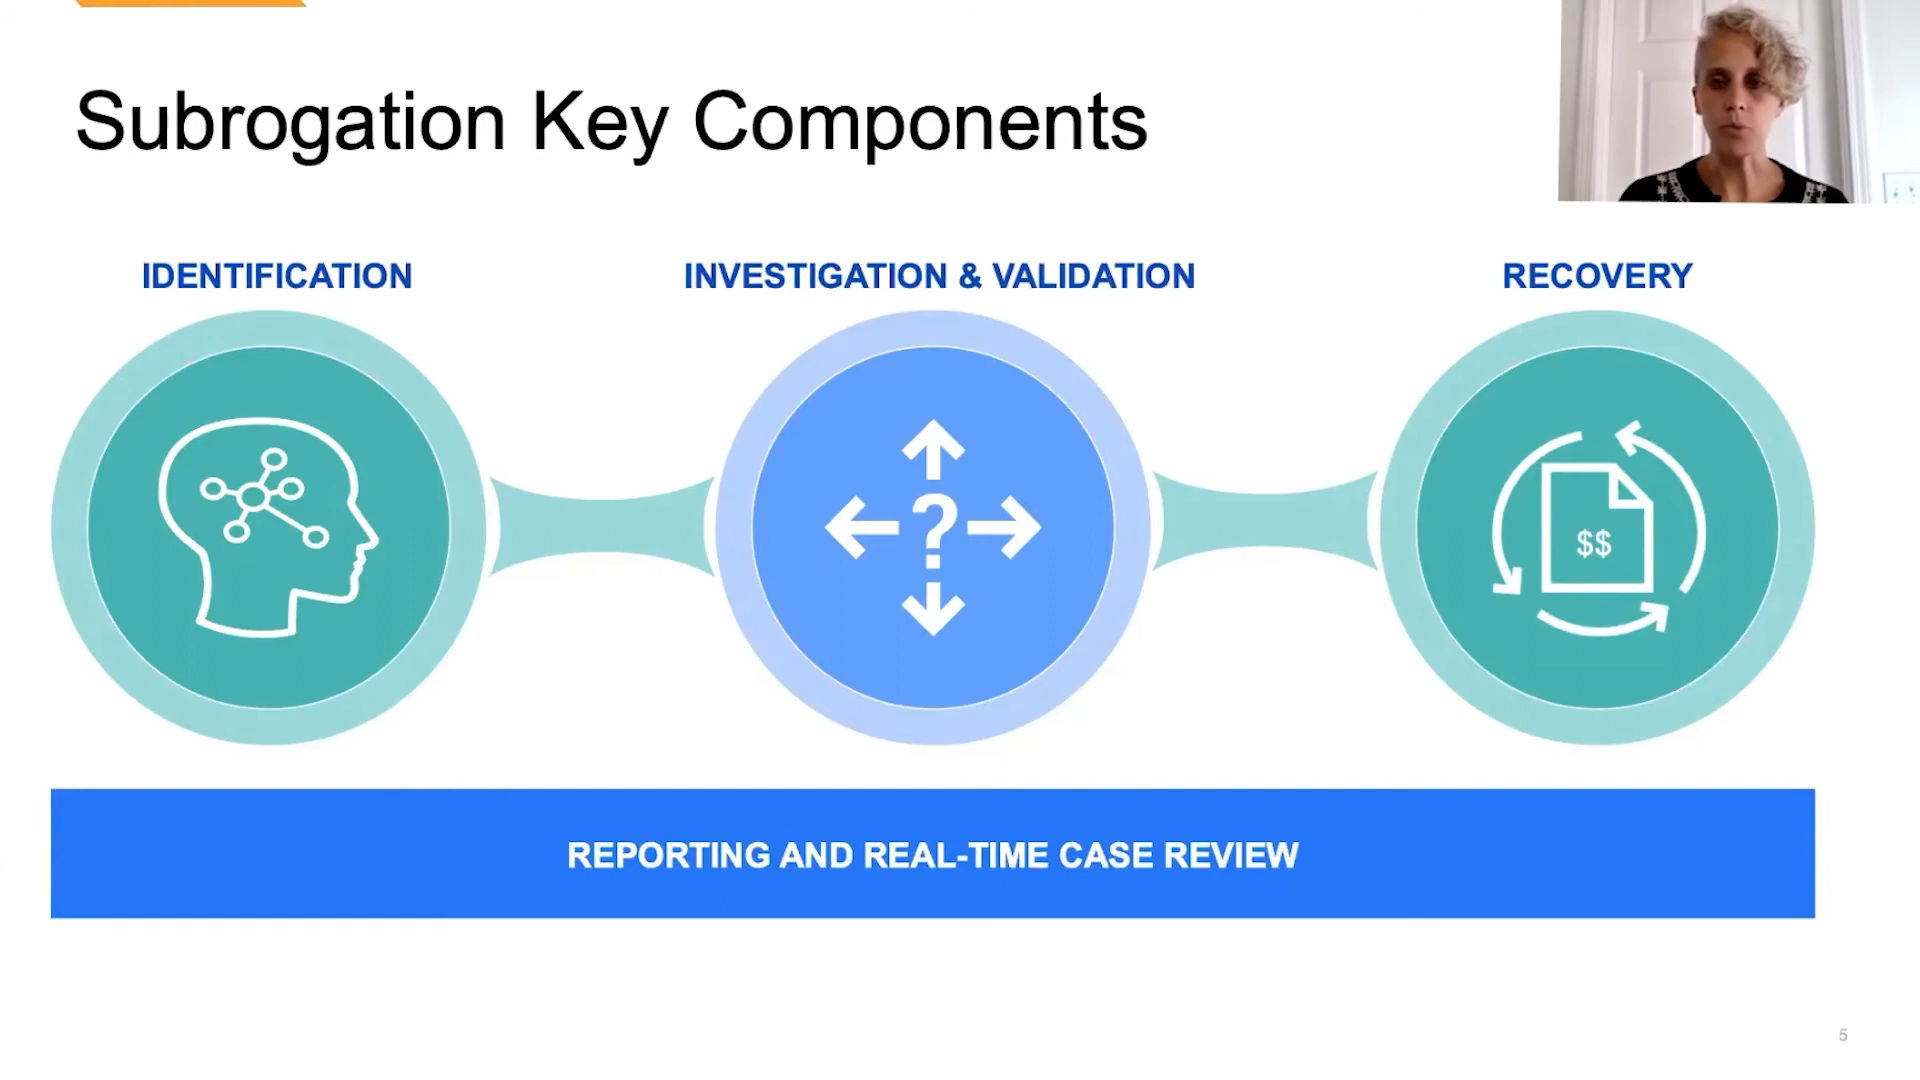 Subrogation Key Components
IDENTIFICATION
INVESTIGATION & VALIDATION
RECOVERY
?
$$
REPORTING AND REAL-TIME CASE REVIEW
5